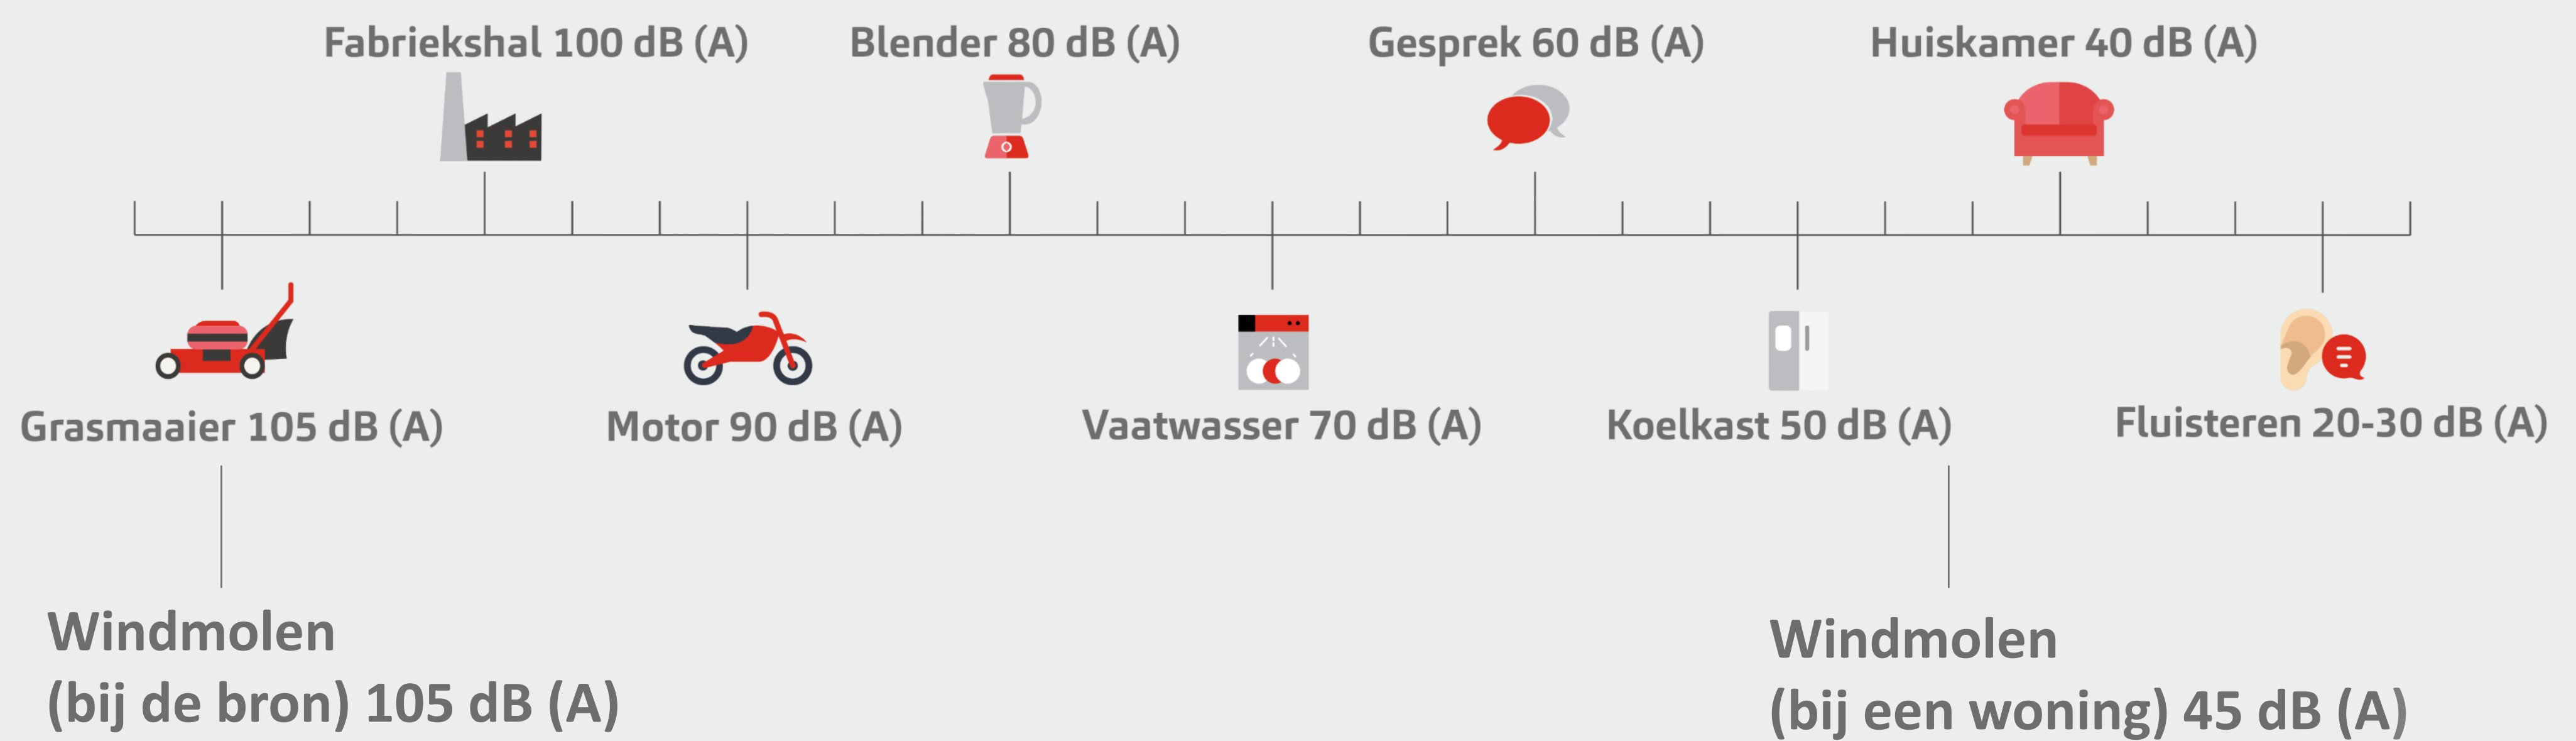 Fabriekshal 100 dB (A)
Blender 80 dB (A)
Gesprek 60 dB (A)
Huiskamer 40 dB (A)
Grasmaaier 105 dB (A)
Motor 90 dB (A)
Vaatwasser 70 dB (A)
Koelkast 50 dB (A)
Fluisteren 20-30 dB (A)
Windmolen
(bij de bron) 105 dB (A)
Windmolen
(bij een woning) 45 dB (A)